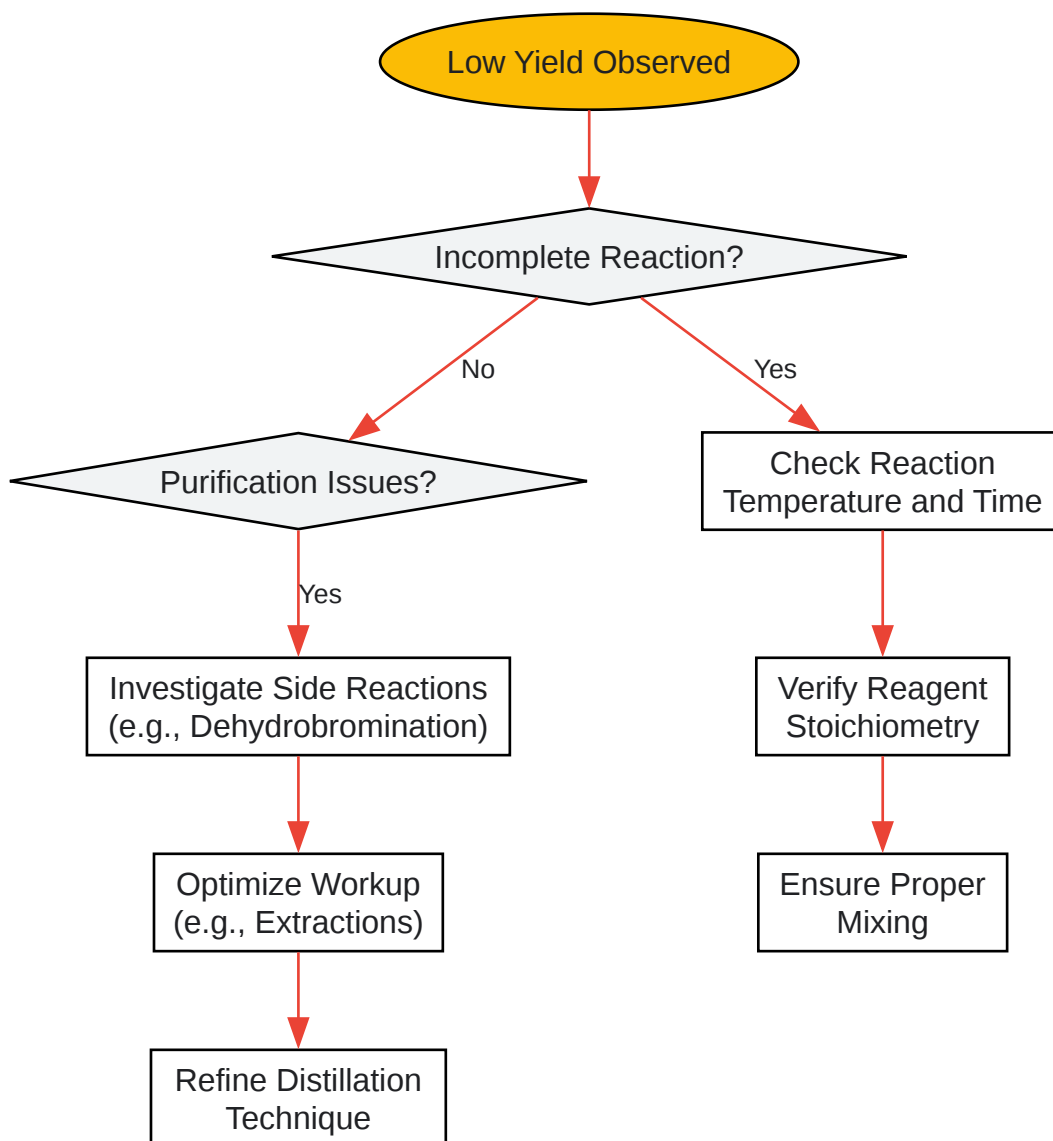 Low Yield Observed
Incomplete Reaction?
No
Yes
Purification Issues?
Check Reaction
Temperature and Time
Yes
Investigate Side Reactions
(e.g., Dehydrobromination)
Verify Reagent
Stoichiometry
Optimize Workup
(e.g., Extractions)
Ensure Proper
Mixing
Refine Distillation
Technique